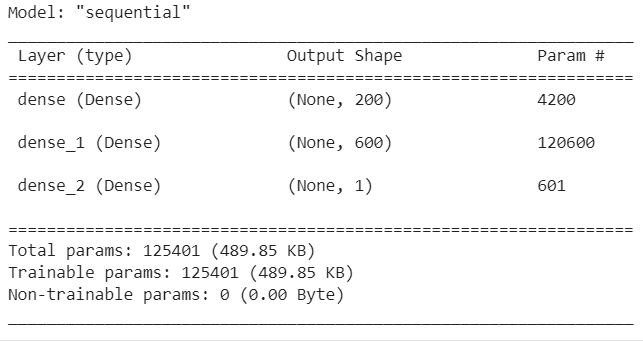 Model: "sequential"
_________________________________________________________________
Layer (type) Output Shape Param #
=================================================================
dense (Dense) (None, 200) 4200
dense_1 (Dense) (None, 600) 120600
dense_2 (Dense) (None, 1) 601
=================================================================
Total params: 125401 (489.85 KB)
Trainable params: 125401 (489.85 KB)
Non-trainable params: 0 (0.00 Byte)
_________________________________________________________________